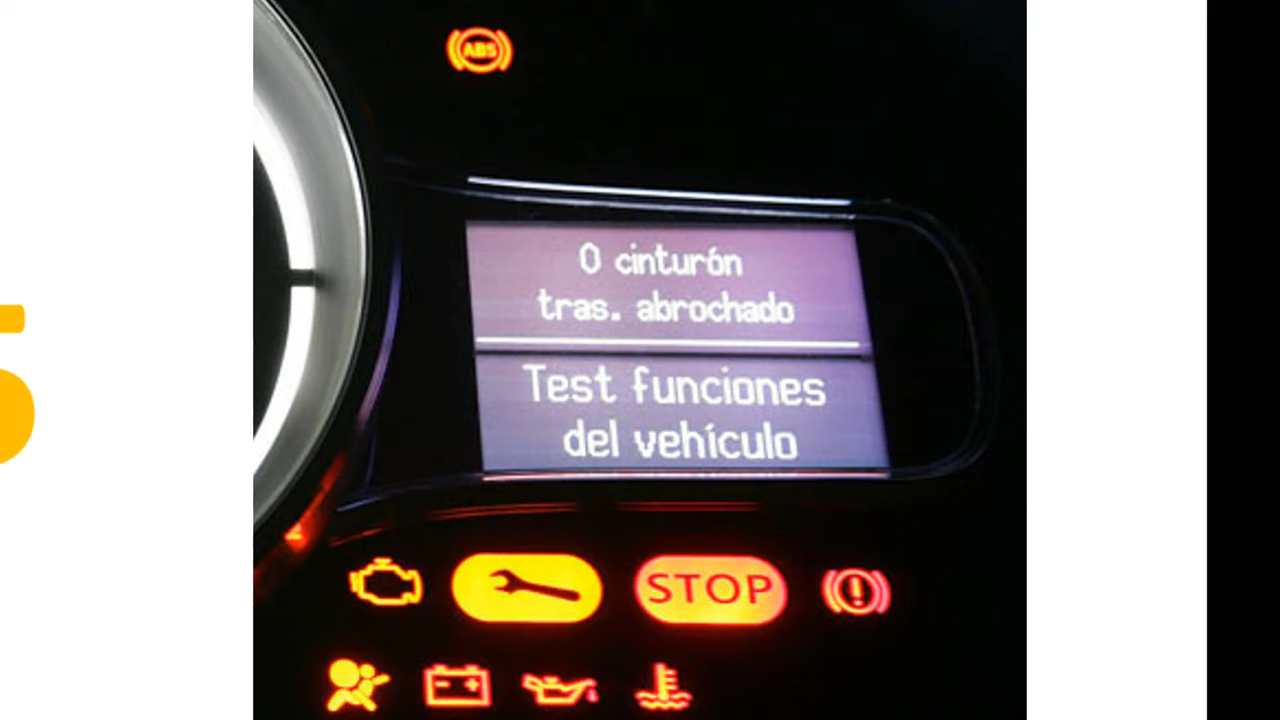 ABS
0 cinturón
tras. abrochado
Test funciones
del vehículo
STOP